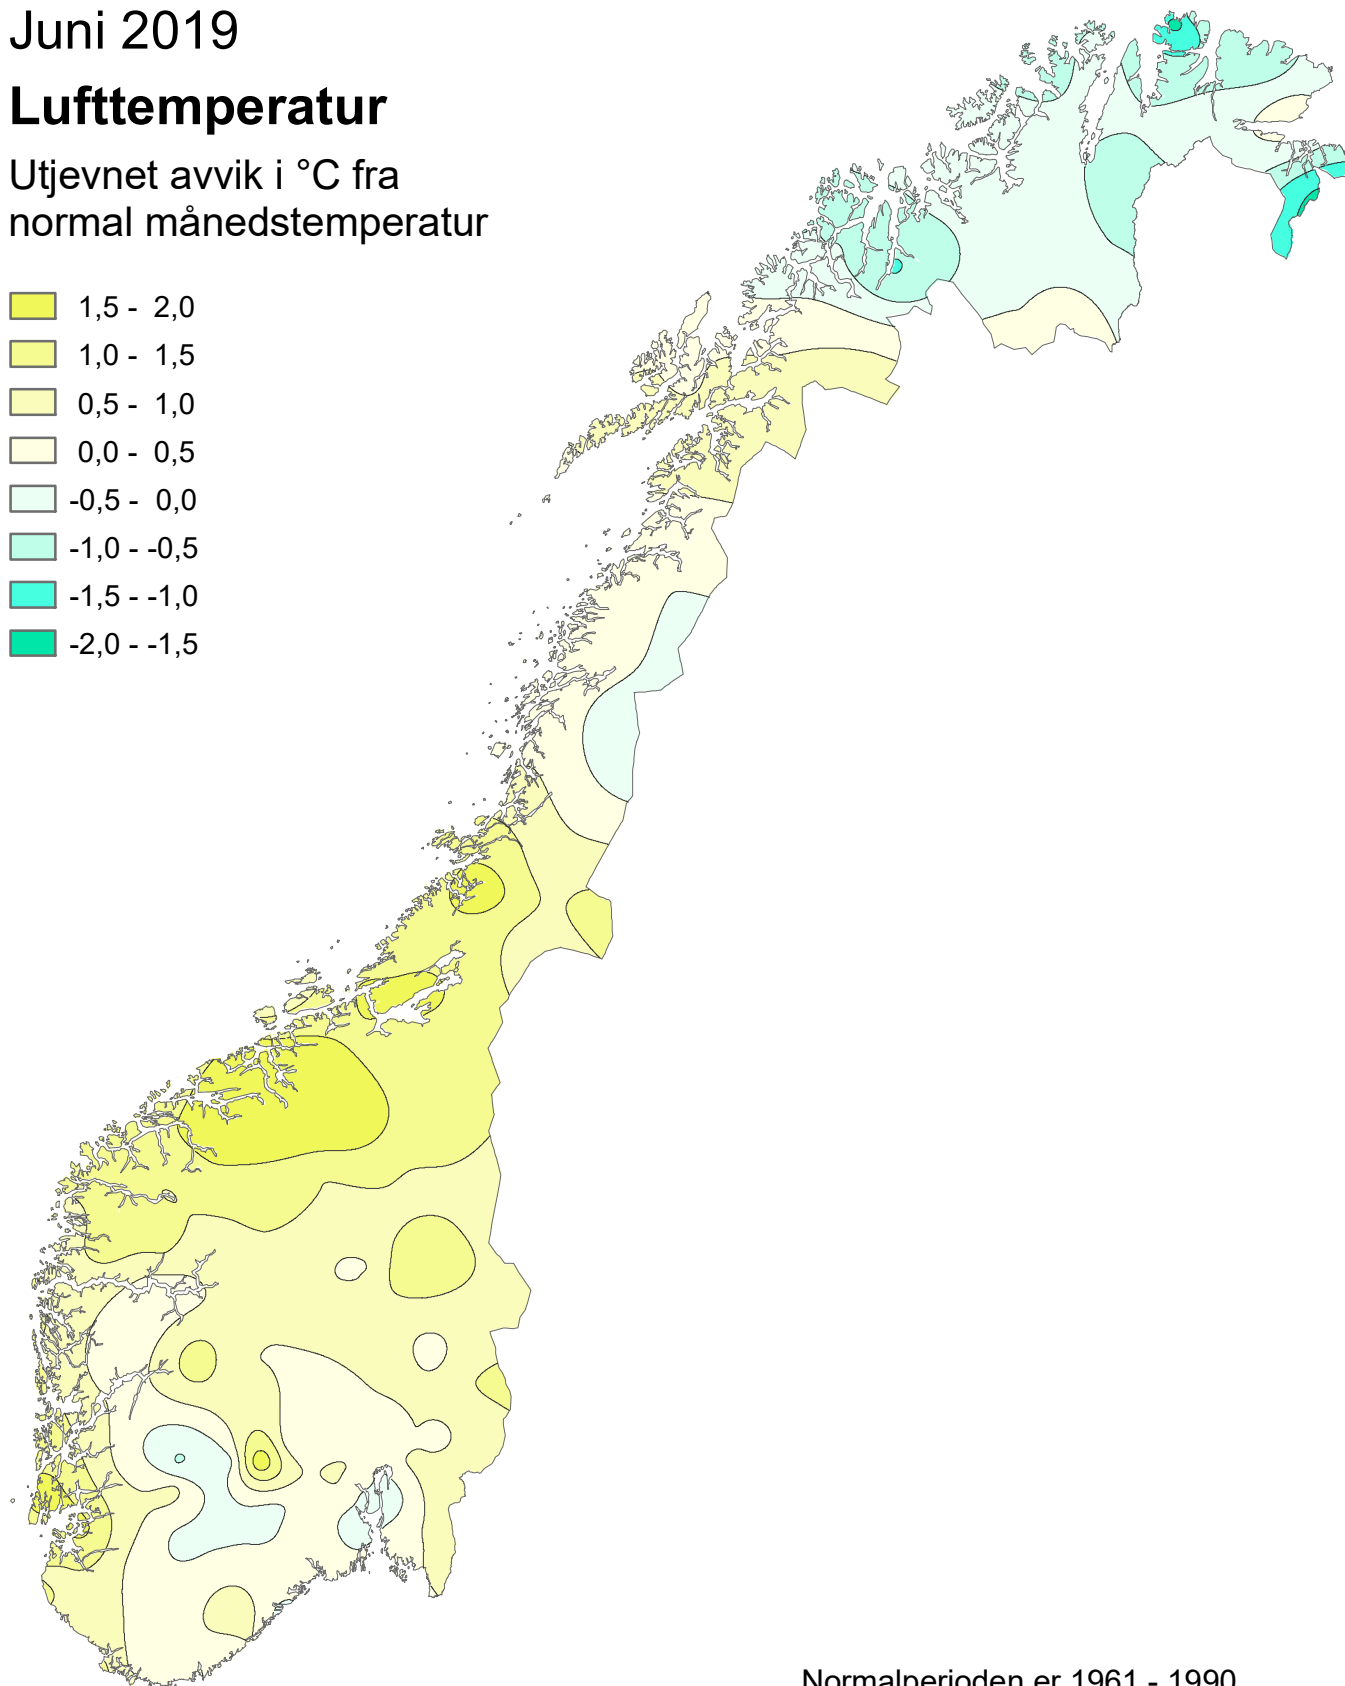 Juni 2019
Lufttemperatur
Utjevnet avvik i °C fra
normal månedstemperatur
1,5 - 2,0
1,0 - 1,5
0,5 - 1,0
0,0 - 0,5
-0,5 - 0,0
-1,0 - -0,5
-1,5 - -1,0
-2,0 - -1,5
Normalperioden er 1961 - 1990